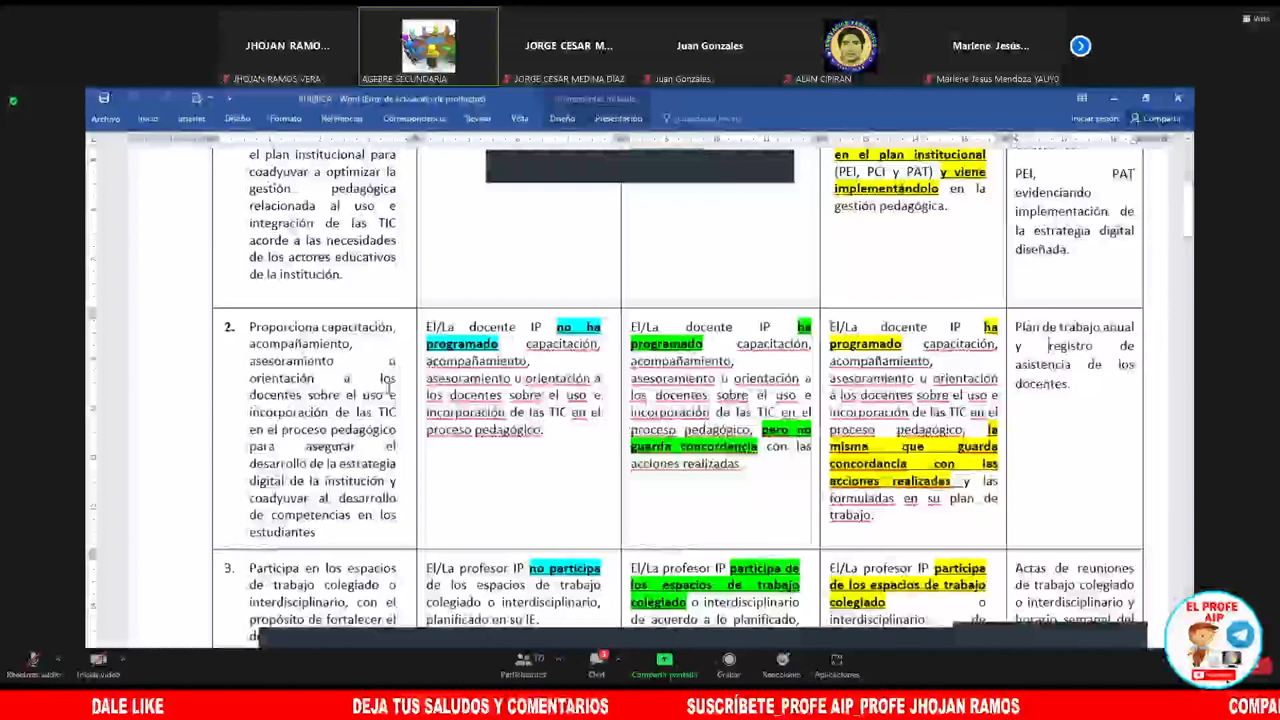 Vista
JHOJAN RAMO...
JORGE CESAR M...
Juan Gonzales
Marlene Jesús...
JHOJAN RAMOS VERA
AGEBRE SECUNDARIA
JORGE CESAR MEDINA DÍAZ
Juan Gonzales
ALAN CIPIRÁN
Marlene Jesus Mendoza YAUYO
Archivo
Inicio
Insertar
Diseño
Formato
Referencias
Correspondencia
Revisar
Vista
Diseño
Presentación
Iniciar sesión
Compartir
el plan institucional para
coadyuvar a optimizar la
gestión pedagógica
relacionada al uso e
integración de las TIC
acorde a las necesidades
de los actores educativos
de la institución.
en el plan institucional
(PEI, PCI y PAT) y viene
implementándolo en la
gestión pedagógica.
PEI, PAT
evidenciando
implementación de
la estrategia digital
diseñada.
2. Proporciona capacitación,
acompañamiento,
asesoramiento u
orientación a los
docentes sobre el uso e
incorporación de las TIC
en el proceso pedagógico
para asegurar el
desarrollo de la estrategia
digital de la institución y
coadyuvar al desarrollo
de competencias en los
estudiantes
El/La docente IP no ha
programado capacitación,
acompañamiento,
asesoramiento u orientación a
los docentes sobre el uso e
incorporación de las TIC en el
proceso pedagógico.
El/La docente IP ha
programado capacitación,
acompañamiento,
asesoramiento u orientación a
los docentes sobre el uso e
incorporación de las TIC en el
proceso pedagógico, pero no
guarda concordancia con las
acciones realizadas
El/La docente IP ha
programado capacitación,
acompañamiento,
asesoramiento u orientación
a los docentes sobre el uso e
incorporación de las TIC en el
proceso pedagógico, la
misma que guarda
concordancia con las
acciones realizadas y las
formuladas en su plan de
trabajo.
Plan de trabajo anual
y registro de
asistencia de los
docentes.
3. Participa en los espacios
de trabajo colegiado o
interdisciplinario, con el
propósito de fortalecer el
El/La profesor IP no participa
de los espacios de trabajo
colegiado o interdisciplinario,
planificado en su IE.
El/La profesor IP participa de
los espacios de trabajo
colegiado o interdisciplinario
de acuerdo a lo planificado,
El/La profesor IP participa
de los espacios de trabajo
colegiado o
interdisciplinario de
Actas de reuniones
de trabajo colegiado
o interdisciplinario y
horario semanal del
EL PROFE
AIP
Iniciar video
Participantes
Chat
Compartir pantalla
Grabar
Reacciones
Aplicaciones
DALE LIKE
DEJA TUS SALUDOS Y COMENTARIOS
SUSCRÍBETE_PROFE AIP_PROFE JHOJAN RAMOS
COMPA